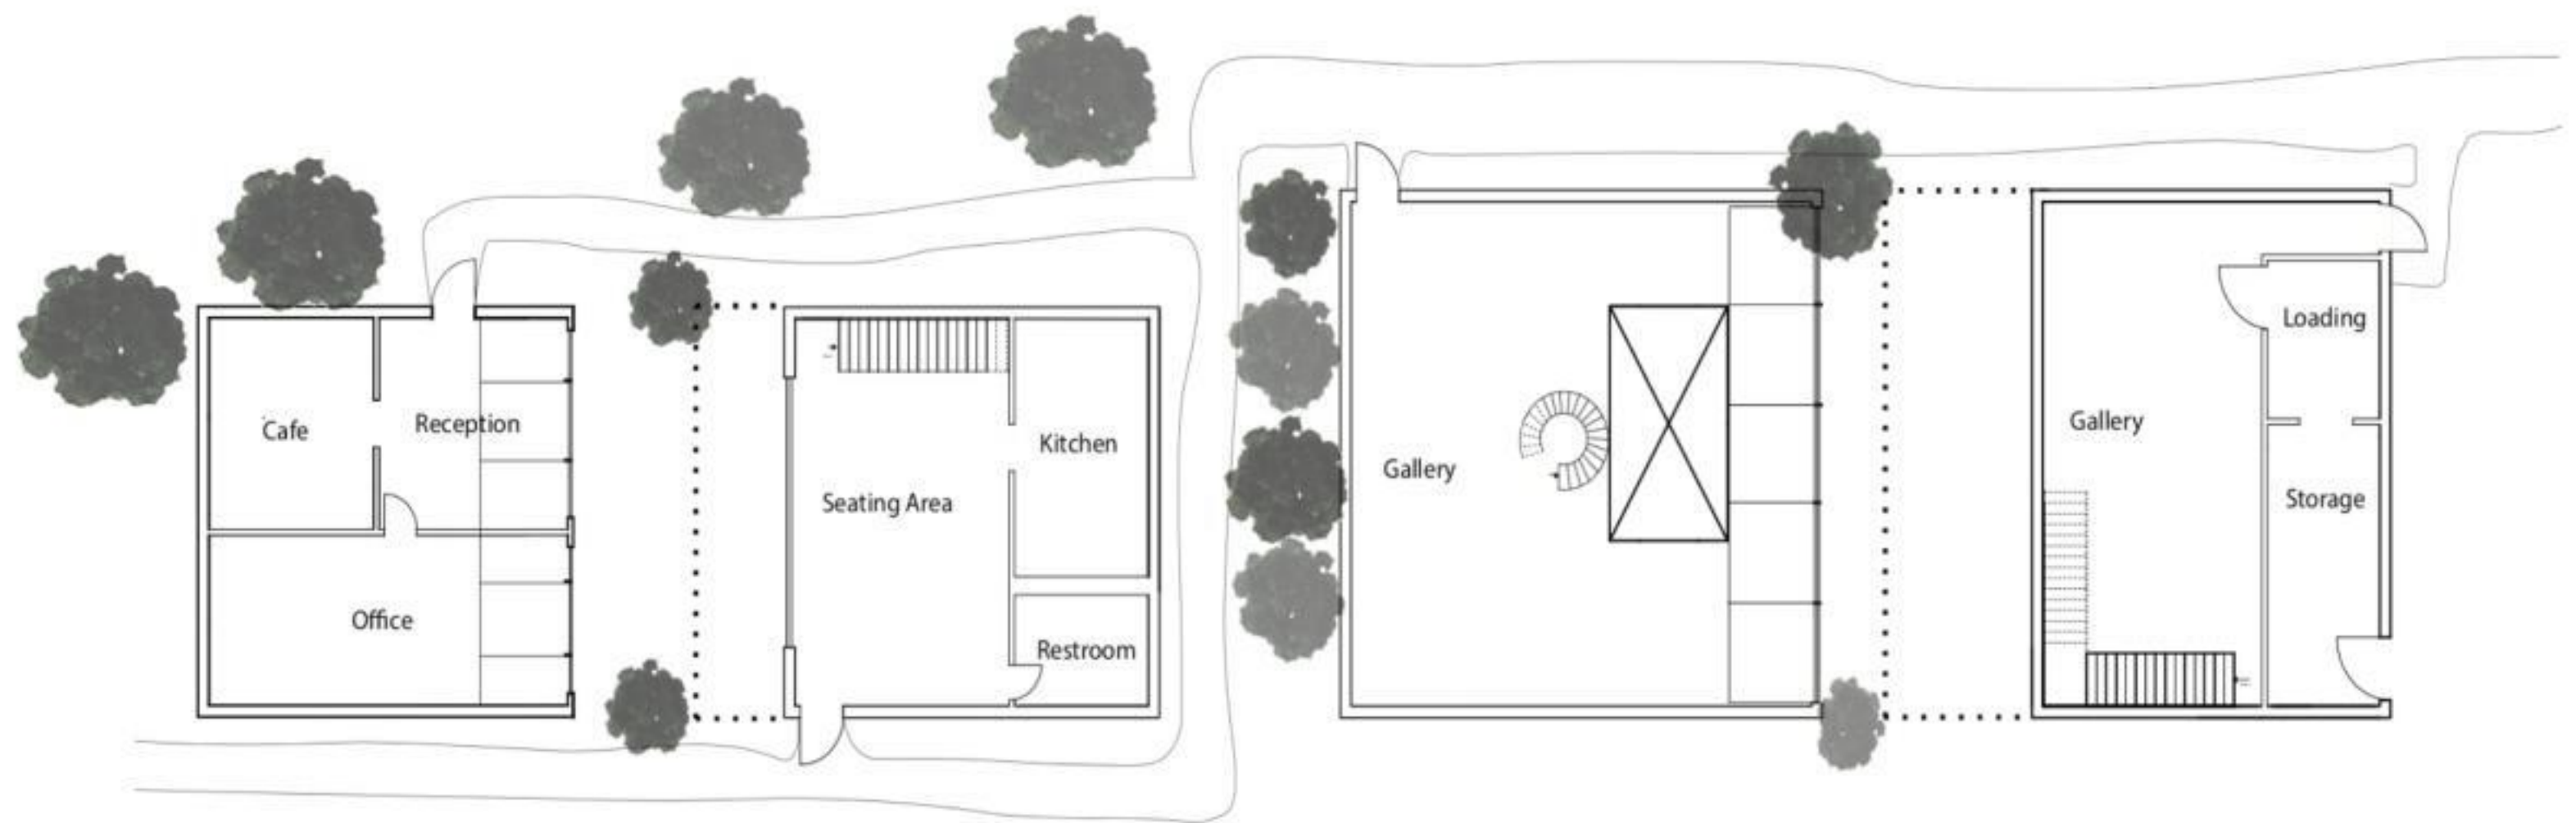 Cafe
Reception
Office
Seating Area
Kitchen
Restroom
Gallery
Gallery
Loading
Storage